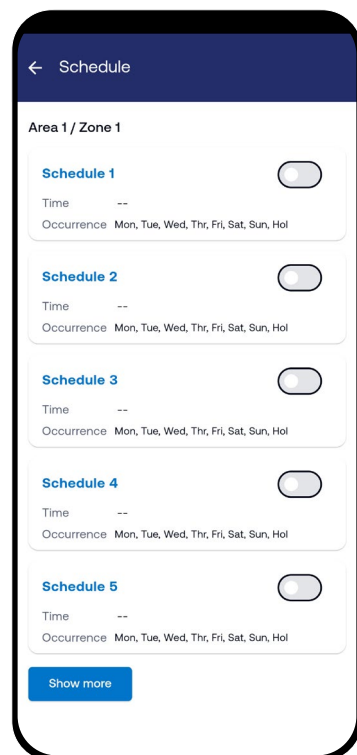 Schedule
Area 1 / Zone 1
Schedule 1
Time --
Occurrence Mon, Tue, Wed, Thr, Fri, Sat, Sun, Hol
Schedule 2
Time --
Occurrence Mon, Tue, Wed, Thr, Fri, Sat, Sun, Hol
Schedule 3
Time --
Occurrence Mon, Tue, Wed, Thr, Fri, Sat, Sun, Hol
Schedule 4
Time --
Occurrence Mon, Tue, Wed, Thr, Fri, Sat, Sun, Hol
Schedule 5
Time --
Occurrence Mon, Tue, Wed, Thr, Fri, Sat, Sun, Hol
Show more